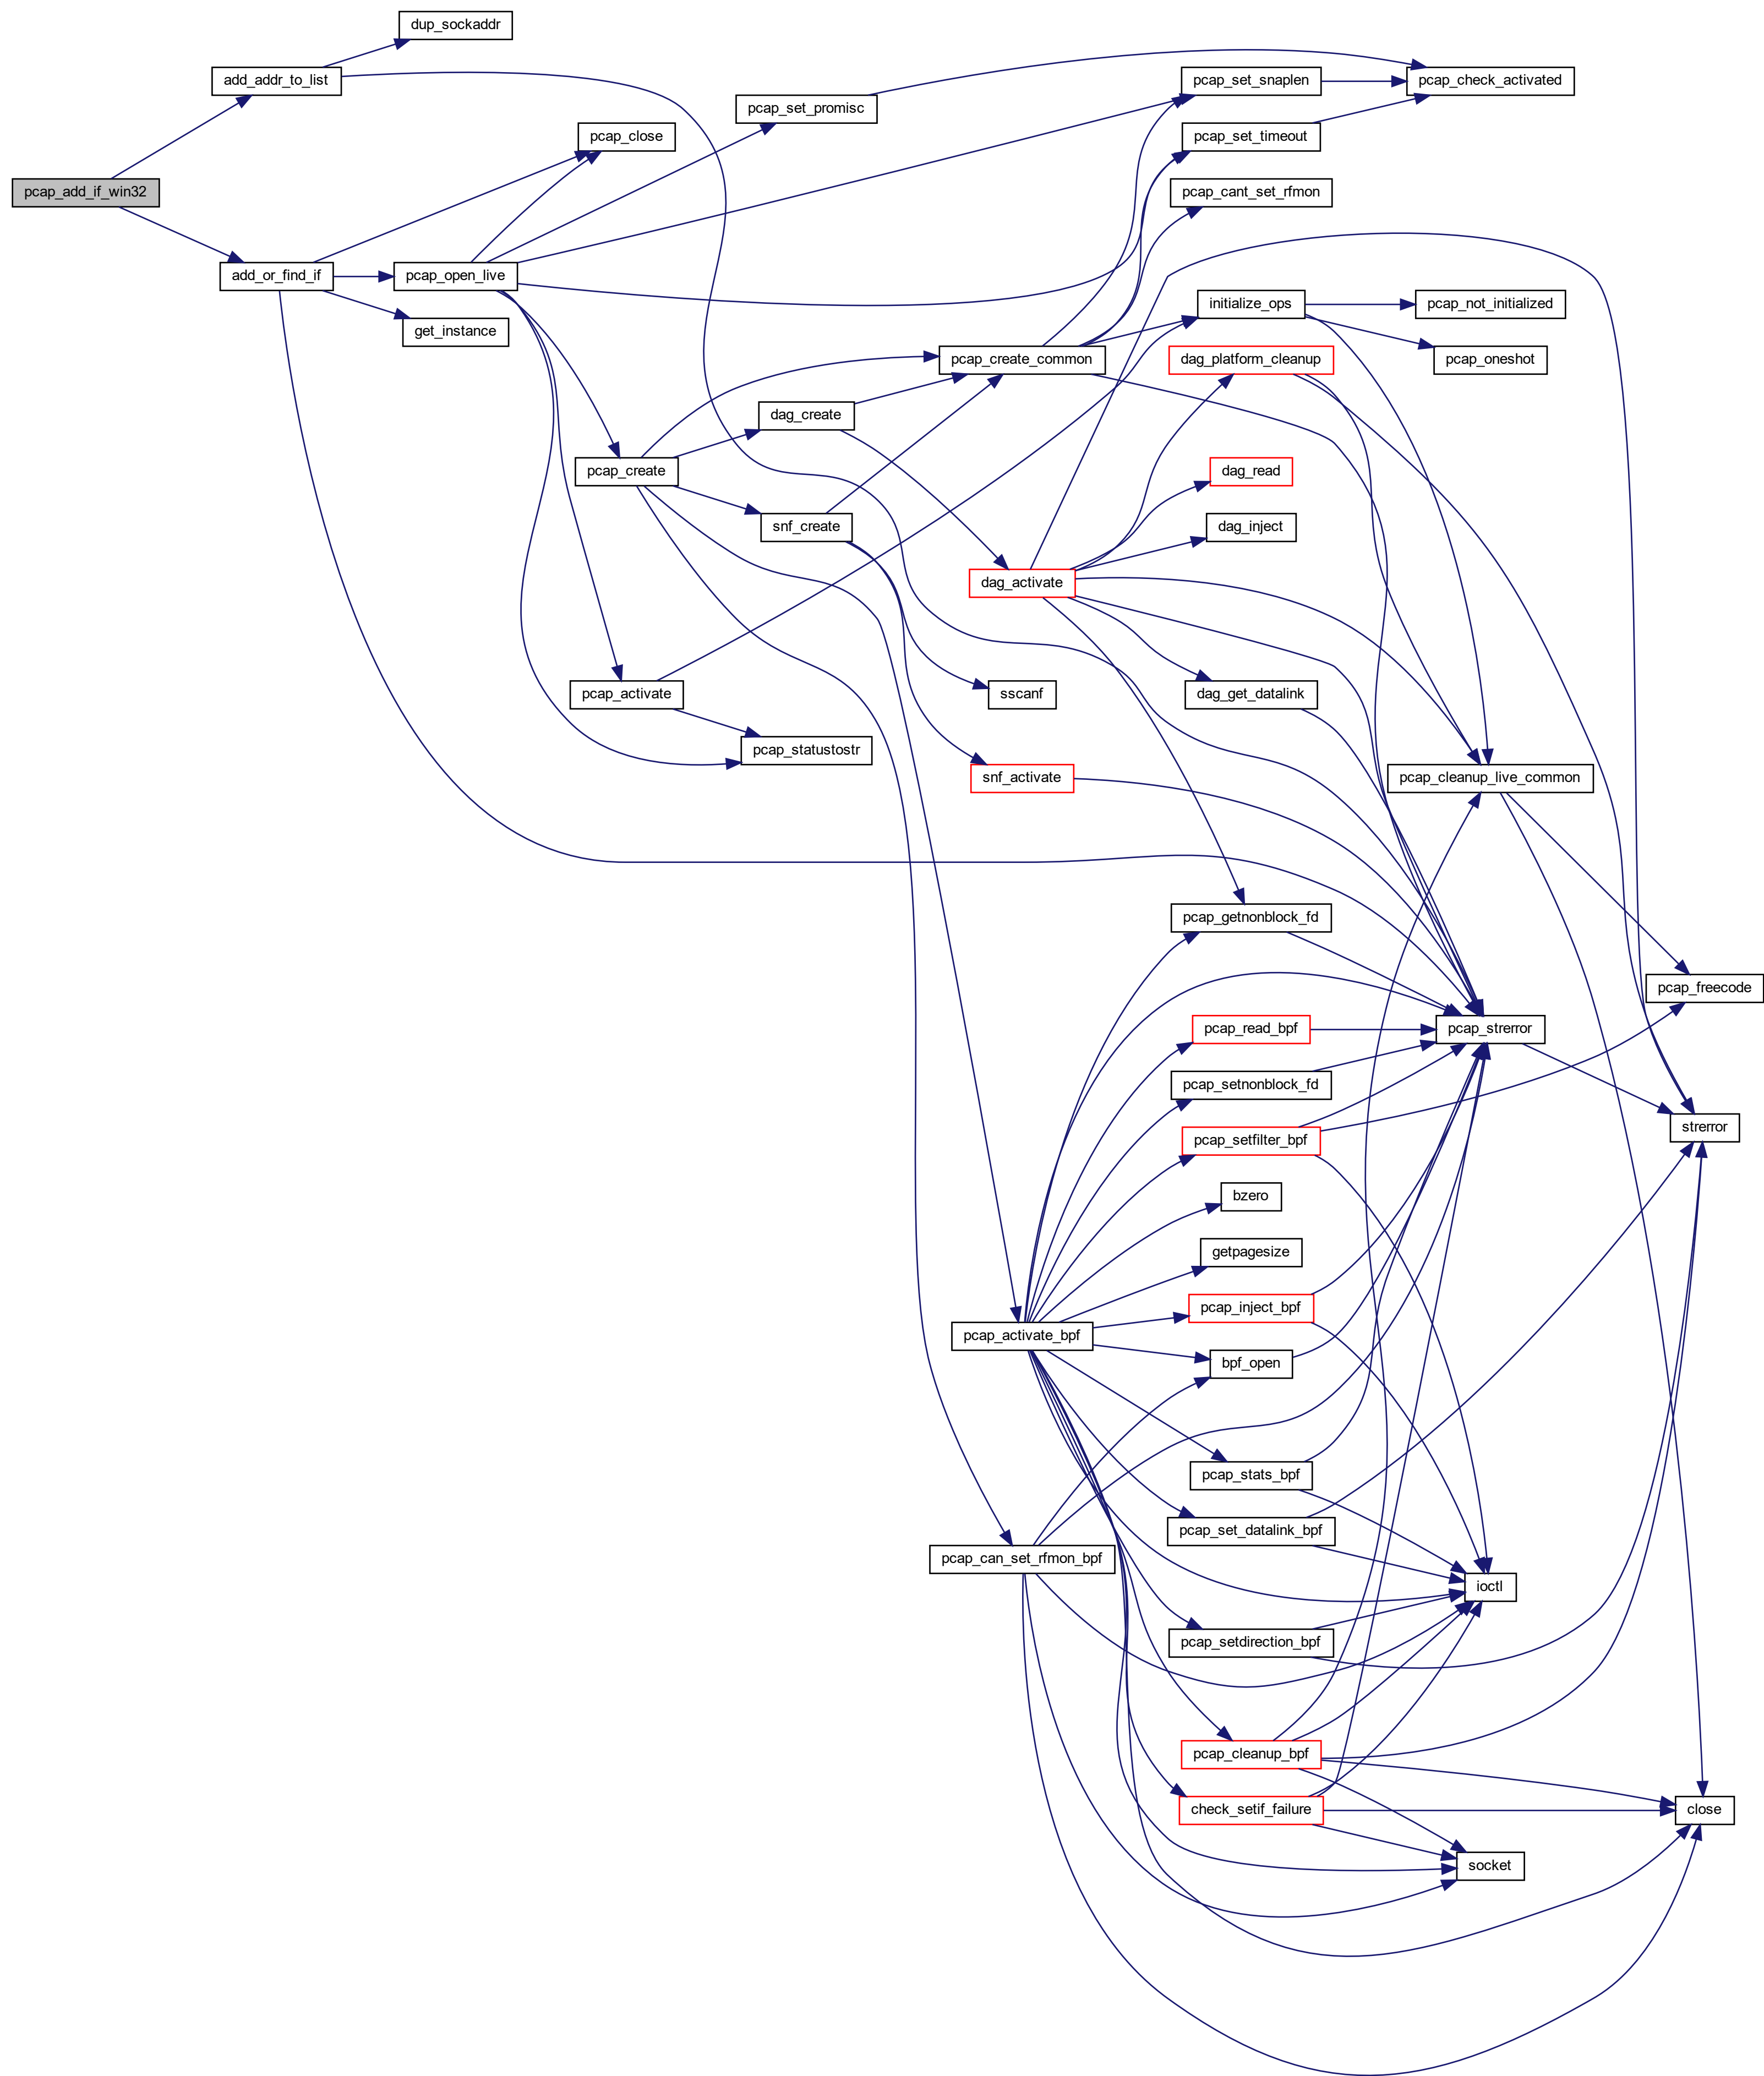 dup_sockaddr
add_addr_to_list
pcap_set_snaplen
pcap_check_activated
pcap_set_promisc
pcap_close
pcap_set_timeout
pcap_add_if_win32
pcap_cant_set_rfmon
add_or_find_if
pcap_open_live
initialize_ops
pcap_not_initialized
get_instance
pcap_create_common
dag_platform_cleanup
pcap_oneshot
dag_create
pcap_create
dag_read
snf_create
dag_inject
dag_activate
pcap_activate
sscanf
dag_get_datalink
pcap_statustostr
snf_activate
pcap_cleanup_live_common
pcap_getnonblock_fd
pcap_freecode
pcap_read_bpf
pcap_strerror
pcap_setnonblock_fd
strerror
pcap_setfilter_bpf
bzero
getpagesize
pcap_inject_bpf
pcap_activate_bpf
bpf_open
pcap_stats_bpf
pcap_set_datalink_bpf
pcap_can_set_rfmon_bpf
ioctl
pcap_setdirection_bpf
pcap_cleanup_bpf
check_setif_failure
close
socket